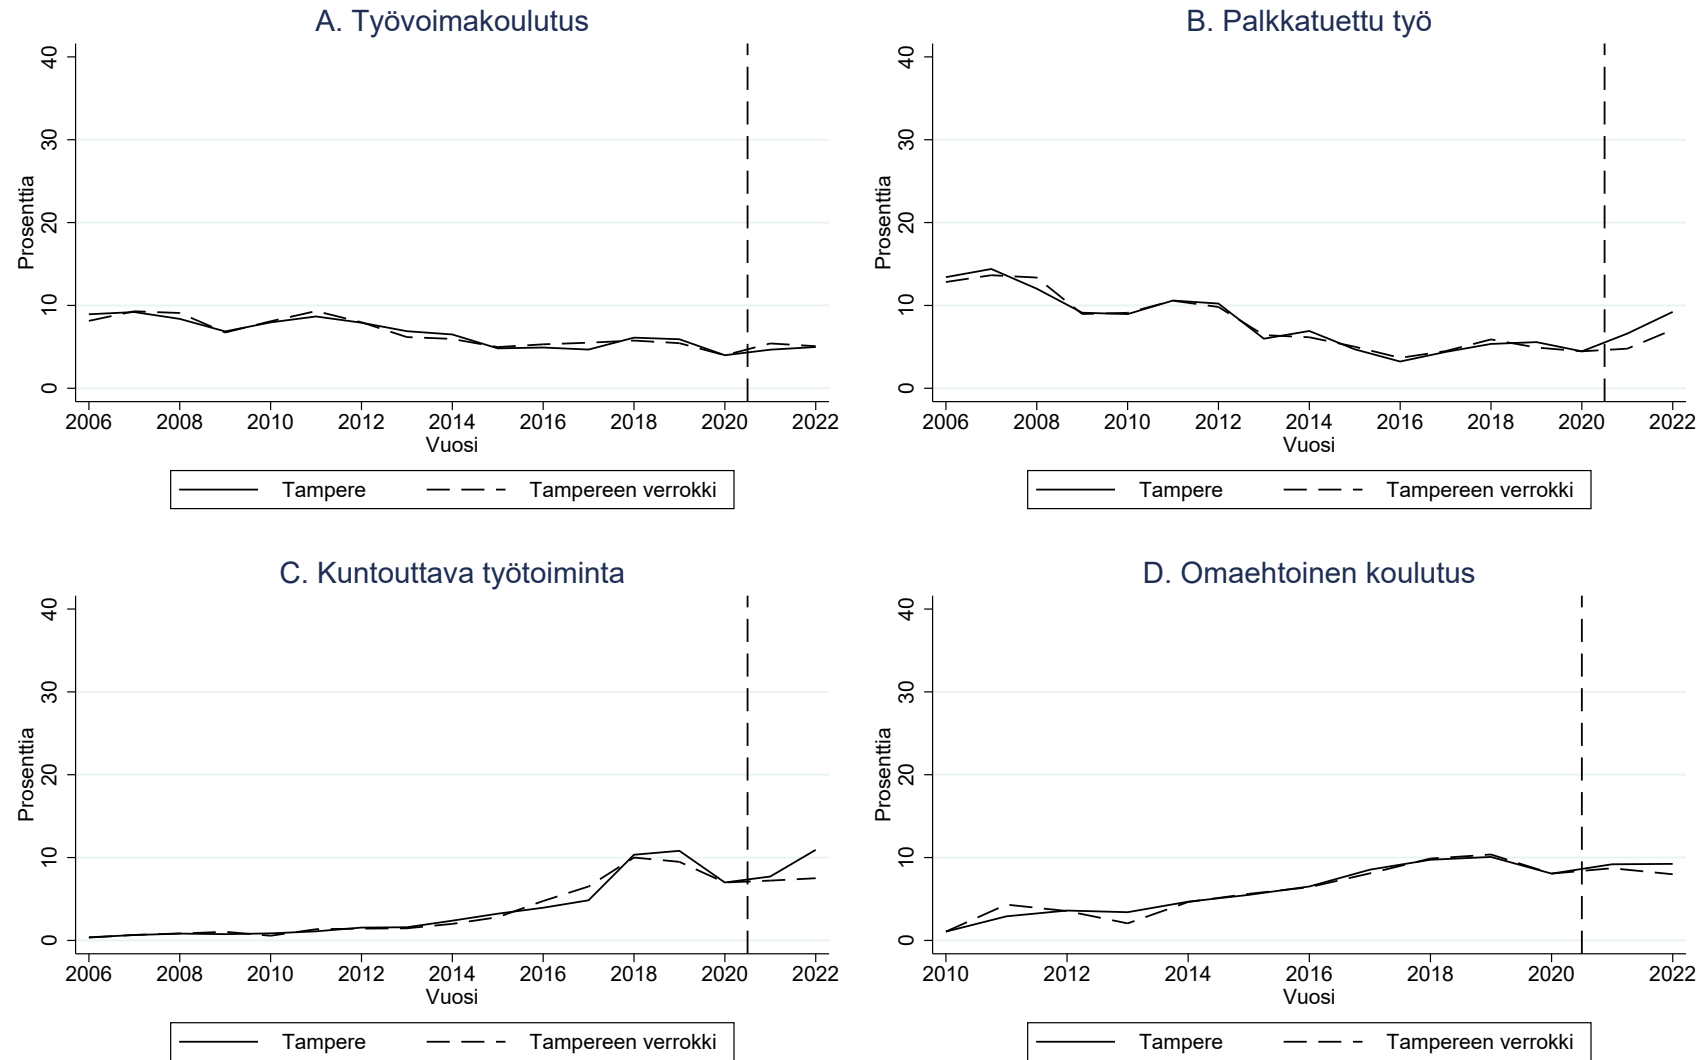 A. Työvoimakoulutus
40
30
20
10
0
Prosenttia
2006 2008 2010 2012 2014 2016 2018 2020 2022
Vuosi
Tampere Tampereen verrokki
B. Palkkatuettu työ
40
30
20
10
0
Prosenttia
2006 2008 2010 2012 2014 2016 2018 2020 2022
Vuosi
Tampere Tampereen verrokki
C. Kuntouttava työtoiminta
40
30
20
10
0
Prosenttia
2006 2008 2010 2012 2014 2016 2018 2020 2022
Vuosi
Tampere Tampereen verrokki
D. Omaehtoinen koulutus
40
30
20
10
0
Prosenttia
2010 2012 2014 2016 2018 2020 2022
Vuosi
Tampere Tampereen verrokki